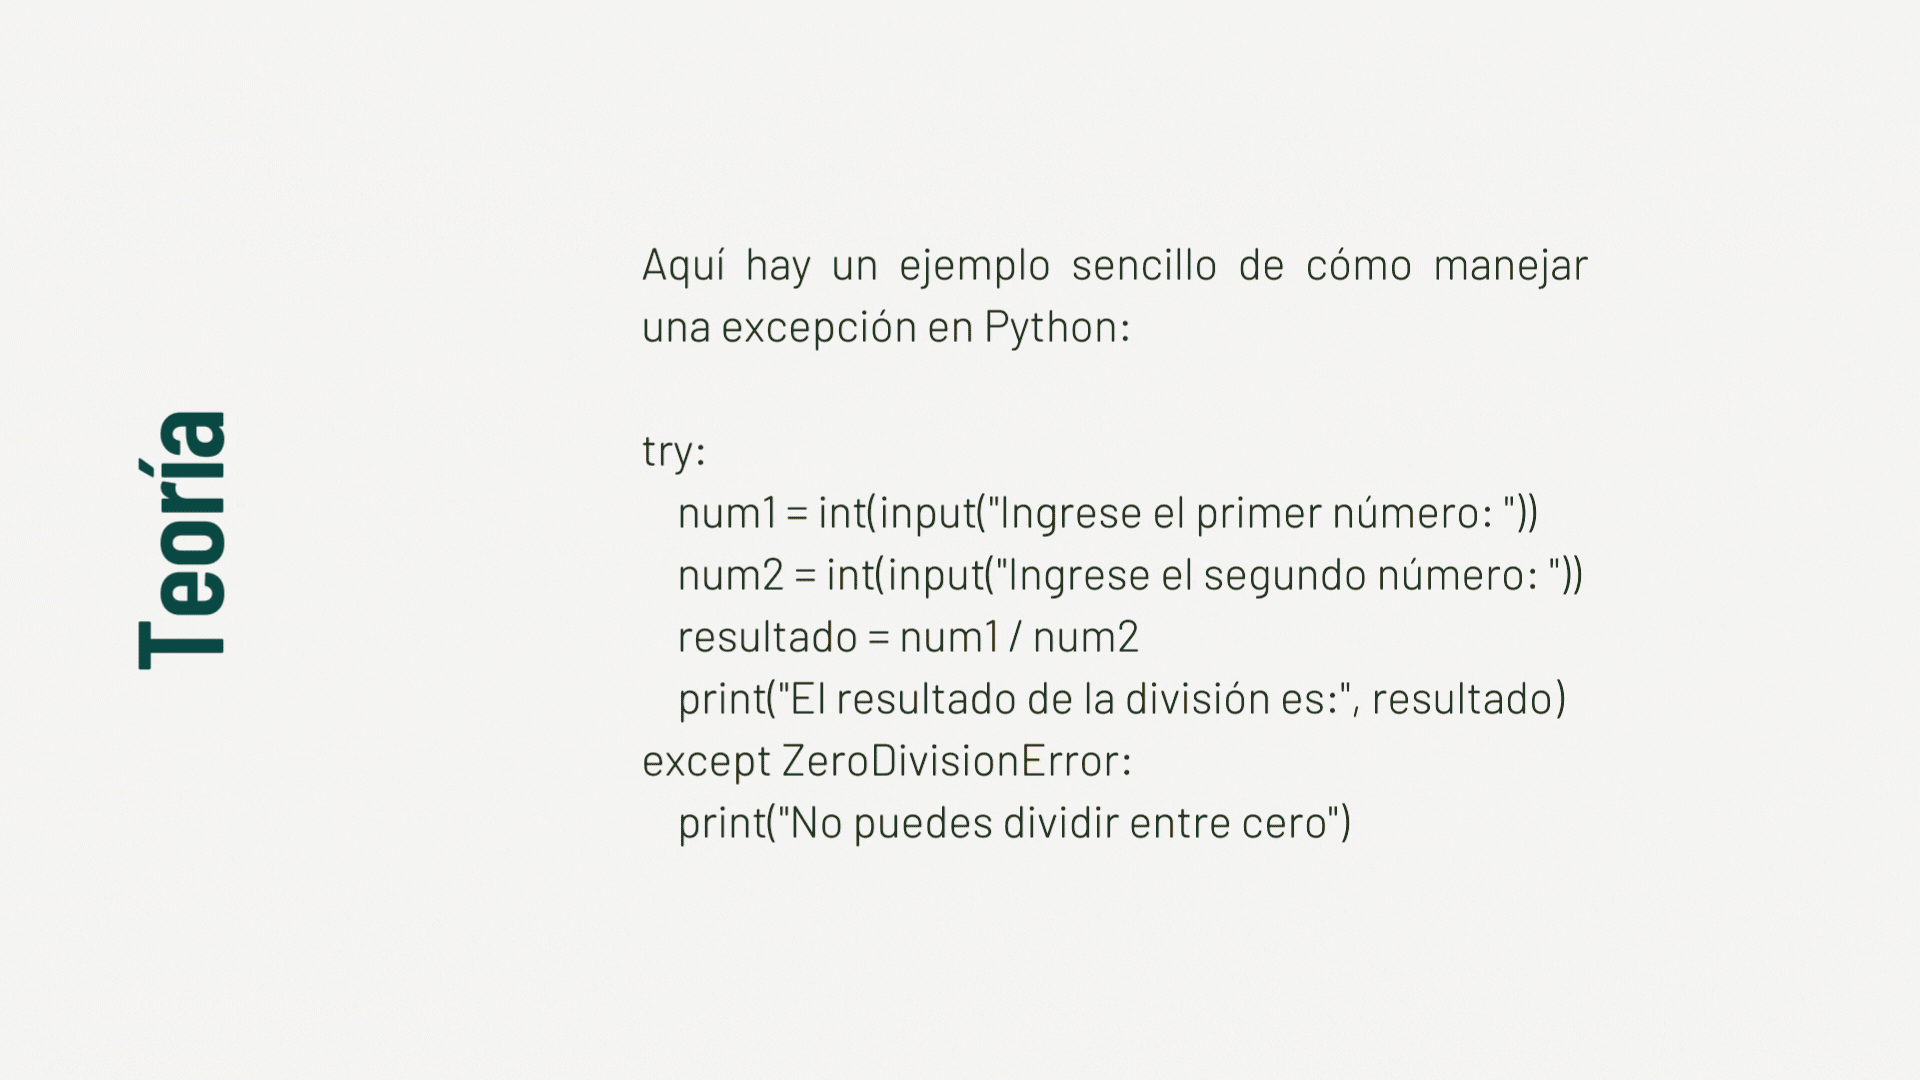 Teoría
Aquí hay un ejemplo sencillo de cómo manejar
una excepción en Python:
try:
    num1 = int(input("Ingrese el primer número: "))
    num2 = int(input("Ingrese el segundo número: "))
    resultado = num1 / num2
    print("El resultado de la división es:", resultado)
except ZeroDivisionError:
    print("No puedes dividir entre cero")